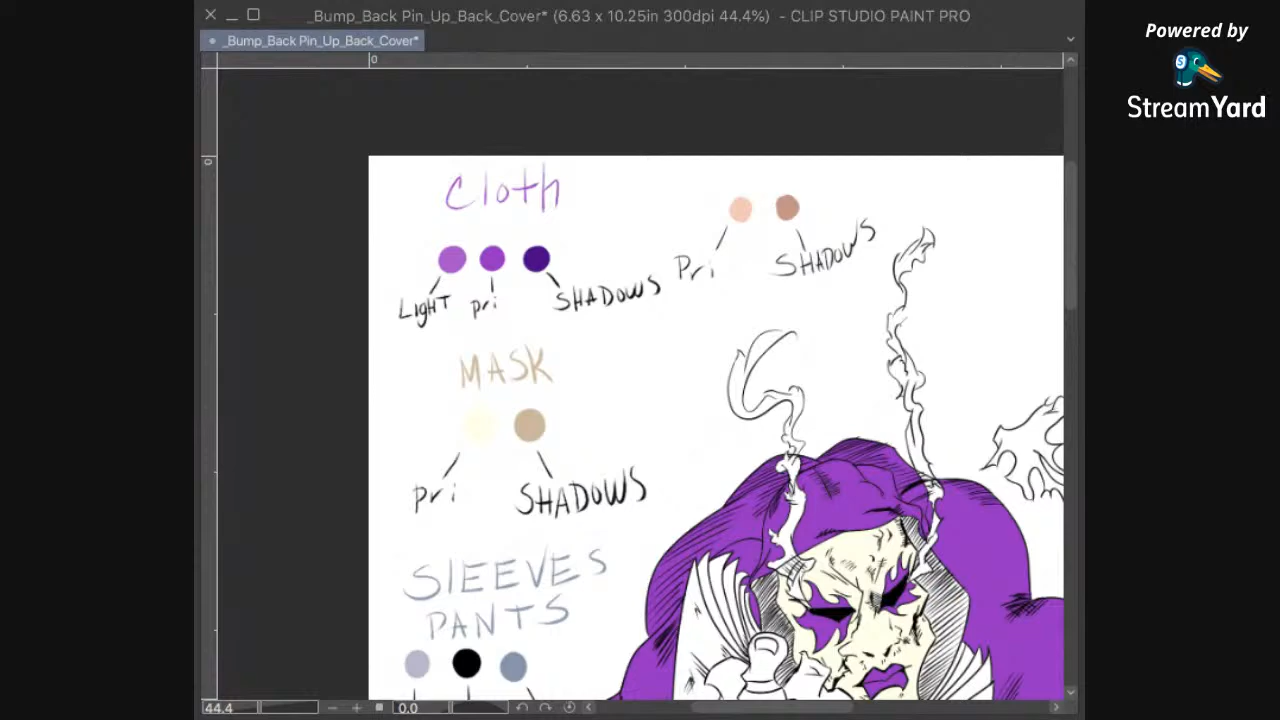 _Bump_Back Pin_Up_Back_Cover* (6.63 x 10.25in 300dpi 44.4%) - CLIP STUDIO PAINT PRO
_Bump_Back Pin_Up_Back_Cover*
Powered by
S
StreamYard
0
0
Cloth
LIGHT pri SHADOWS
Pri SHADOWS
MASK
pri SHADOWS
SLEEVES
PANTS
44.4
0.0